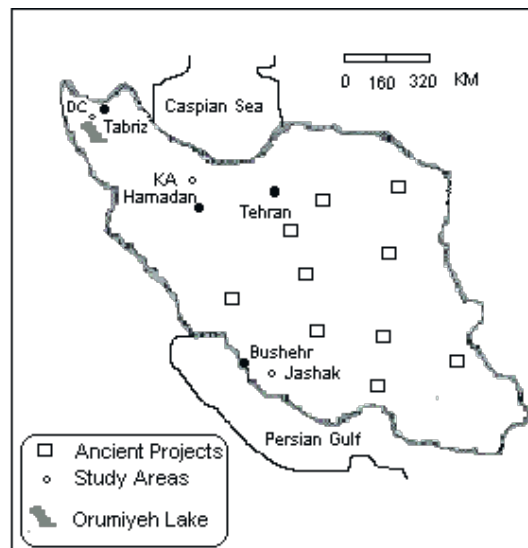 0 160 320 KM
Caspian Sea
DC
Tabriz
KA
Hamadan
Tehran
Bushehr
Jashak
Persian Gulf
Ancient Projects
Study Areas
Orumiyeh Lake